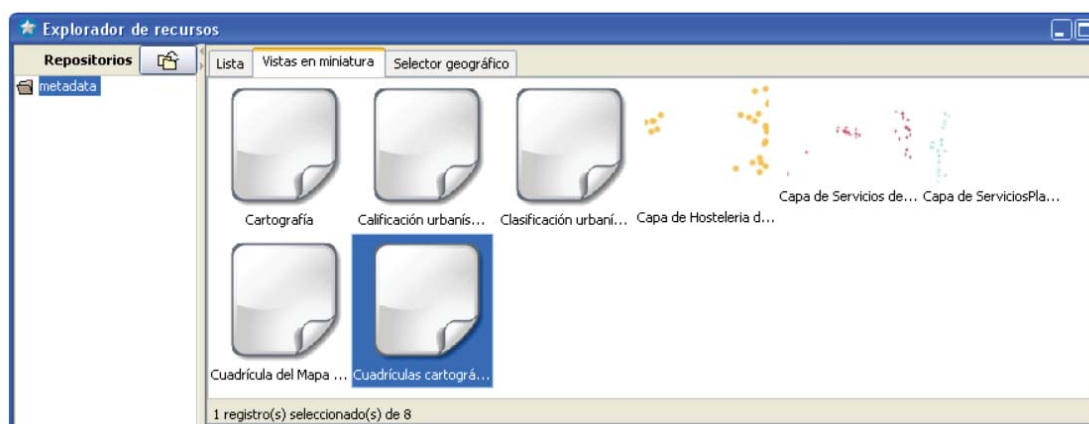 Explorador de recursos
Repositorios
Lista Vistas en miniatura Selector geográfico
metadata
Cartografía Calificación urbanís... Clasificación urbaní... Capa de Hosteleria d... Capa de Servicios de... Capa de ServiciosPla...
Cuadrícula del Mapa ... Cuadrículas cartográ...
1 registro(s) seleccionado(s) de 8